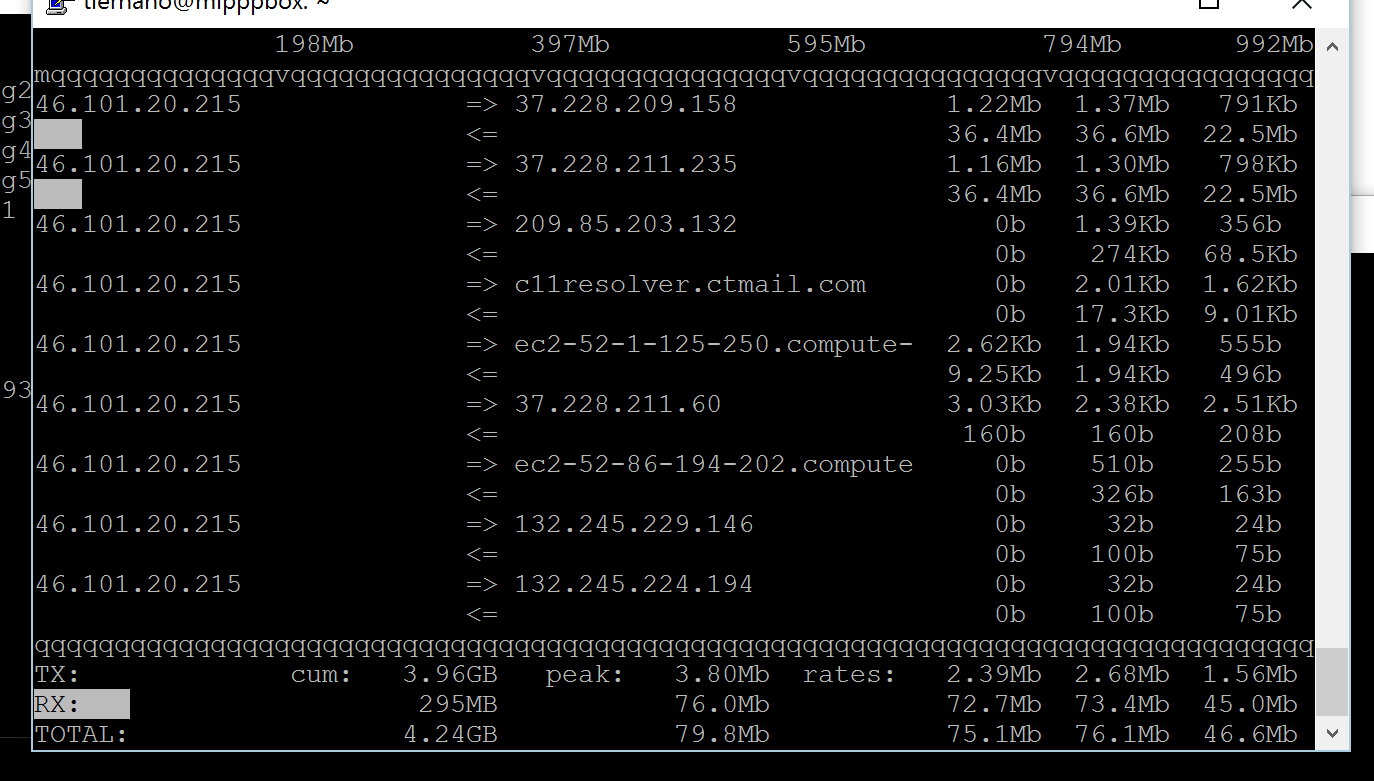 tiernano@mlpppbox: ~
198Mb 397Mb 595Mb 794Mb 992Mb
mqqqqqqqqqqqqqqvqqqqqqqqqqqqqqqvqqqqqqqqqqqqqqqvqqqqqqqqqqqqqqqvqqqqqqqqqqqqqqqq
46.101.20.215 => 37.228.209.158 1.22Mb 1.37Mb 791Kb
<= 36.4Mb 36.6Mb 22.5Mb
46.101.20.215 => 37.228.211.235 1.16Mb 1.30Mb 798Kb
<= 36.4Mb 36.6Mb 22.5Mb
46.101.20.215 => 209.85.203.132 0b 1.39Kb 356b
<= 0b 274Kb 68.5Kb
46.101.20.215 => c11resolver.ctmail.com 0b 2.01Kb 1.62Kb
<= 0b 17.3Kb 9.01Kb
46.101.20.215 => ec2-52-1-125-250.compute- 2.62Kb 1.94Kb 555b
<= 9.25Kb 1.94Kb 496b
46.101.20.215 => 37.228.211.60 3.03Kb 2.38Kb 2.51Kb
<= 160b 160b 208b
46.101.20.215 => ec2-52-86-194-202.compute 0b 510b 255b
<= 0b 326b 163b
46.101.20.215 => 132.245.229.146 0b 32b 24b
<= 0b 100b 75b
46.101.20.215 => 132.245.224.194 0b 32b 24b
<= 0b 100b 75b
qqqqqqqqqqqqqqqqqqqqqqqqqqqqqqqqqqqqqqqqqqqqqqqqqqqqqqqqqqqqqqqqqqqqqqqqqqqqqqqq
TX: cum: 3.96GB peak: 3.80Mb rates: 2.39Mb 2.68Mb 1.56Mb
RX: 295MB 76.0Mb 72.7Mb 73.4Mb 45.0Mb
TOTAL: 4.24GB 79.8Mb 75.1Mb 76.1Mb 46.6Mb
g2
g3
g4
g5
1
93